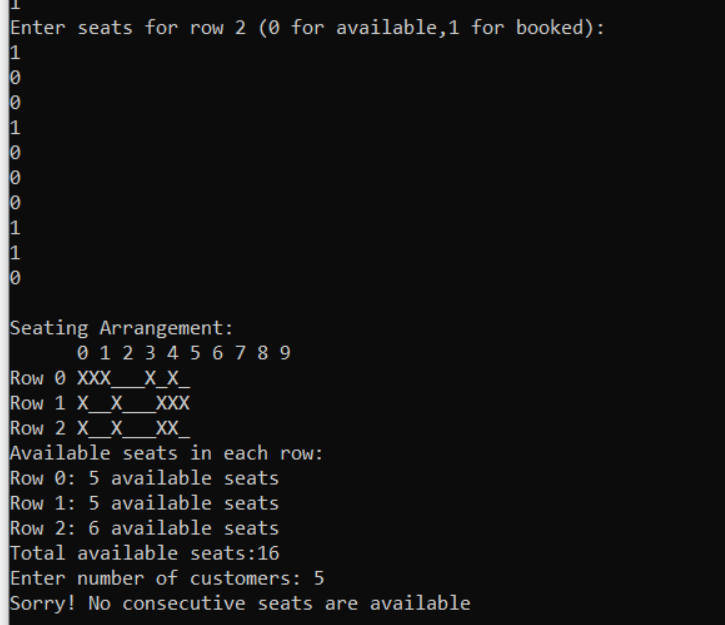 1
Enter seats for row 2 (0 for available,1 for booked):
1
0
0
1
0
0
0
1
1
0
Seating Arrangement:
0 1 2 3 4 5 6 7 8 9
Row 0 XXX___X_X_
Row 1 X__X___XXX
Row 2 X__X___XX_
Available seats in each row:
Row 0: 5 available seats
Row 1: 5 available seats
Row 2: 6 available seats
Total available seats:16
Enter number of customers: 5
Sorry! No consecutive seats are available